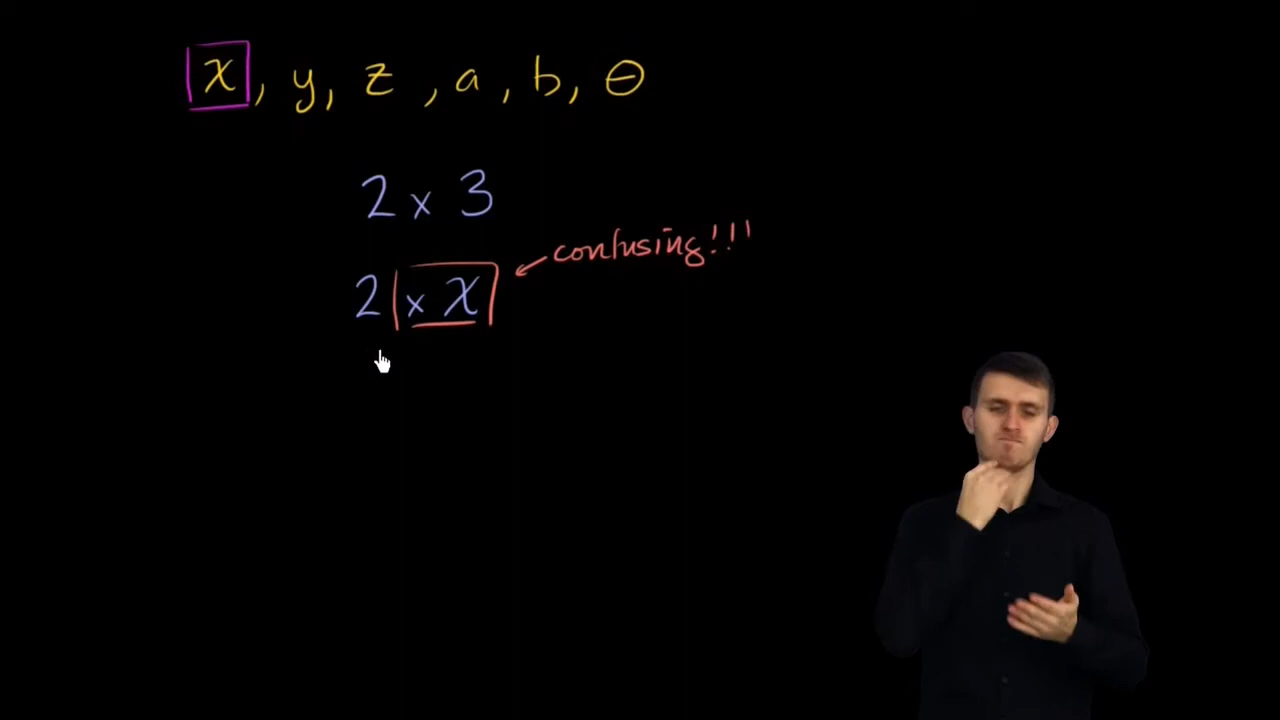 x, y, z, a, b, θ
2 x 3
confusing!!!
2 x x